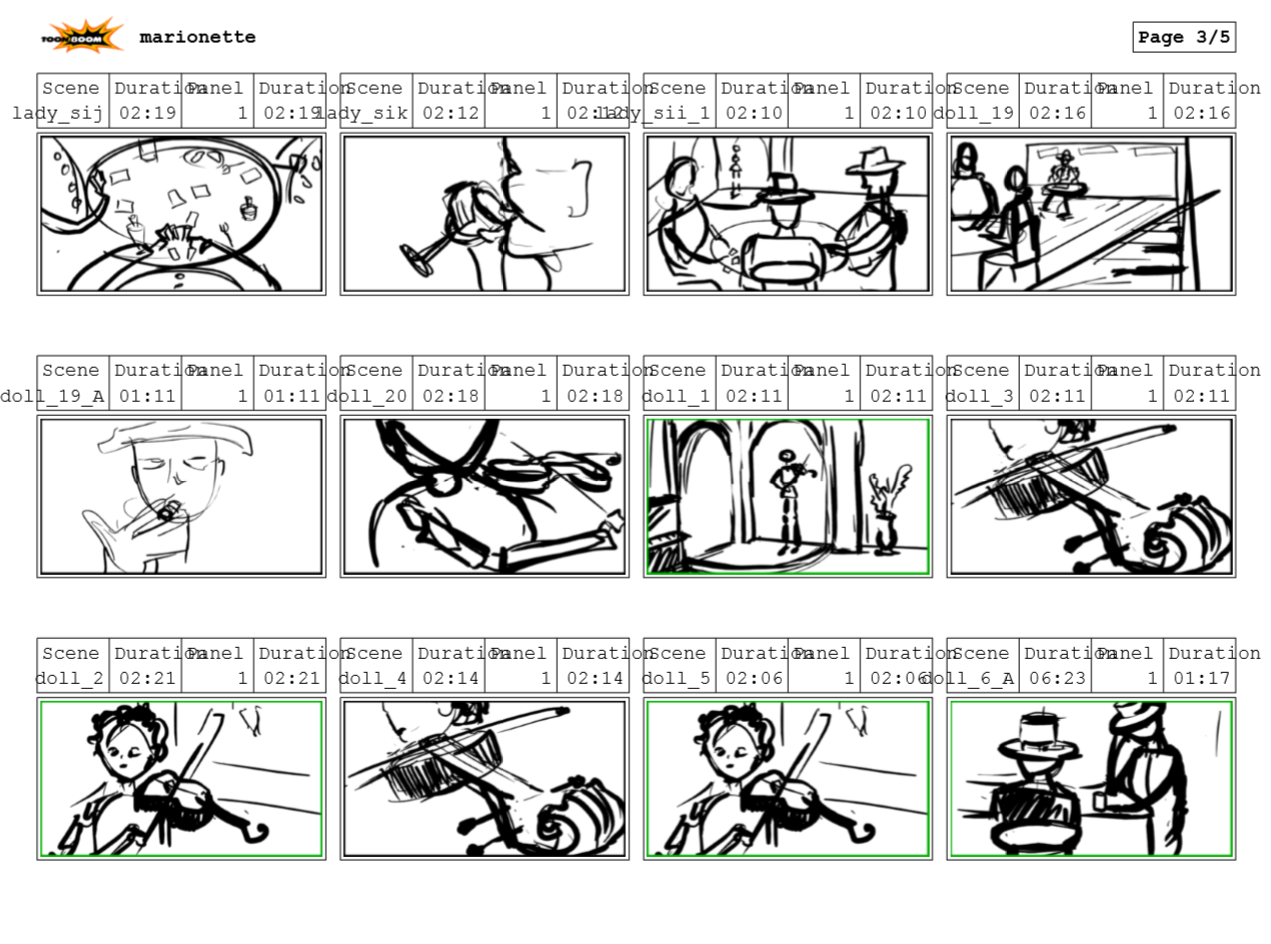 TOONBOOM marionette Page 3/5
Scene Duration Panel Duration Scene Duration Panel Duration Scene Duration Panel Duration Scene Duration Panel Duration
lady_sij 02:19 1 02:19 lady_sik 02:12 1 02:12 lady_sii_1 02:10 1 02:10 doll_19 02:16 1 02:16
Scene Duration Panel Duration Scene Duration Panel Duration Scene Duration Panel Duration Scene Duration Panel Duration
doll_19_A 01:11 1 01:11 doll_20 02:18 1 02:18 doll_1 02:11 1 02:11 doll_3 02:11 1 02:11
Scene Duration Panel Duration Scene Duration Panel Duration Scene Duration Panel Duration Scene Duration Panel Duration
doll_2 02:21 1 02:21 doll_4 02:14 1 02:14 doll_5 02:06 1 02:06 doll_6_A 06:23 1 01:17